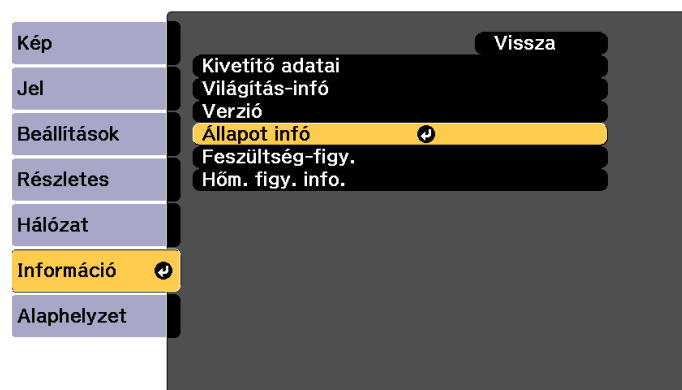 Kép
Jel
Beállítások
Részletes
Hálózat
Információ
Alaphelyzet
Vissza
Kivetítő adatai
Világítás-infó
Verzió
Állapot infó
Feszültség-figy.
Hőm. figy. info.